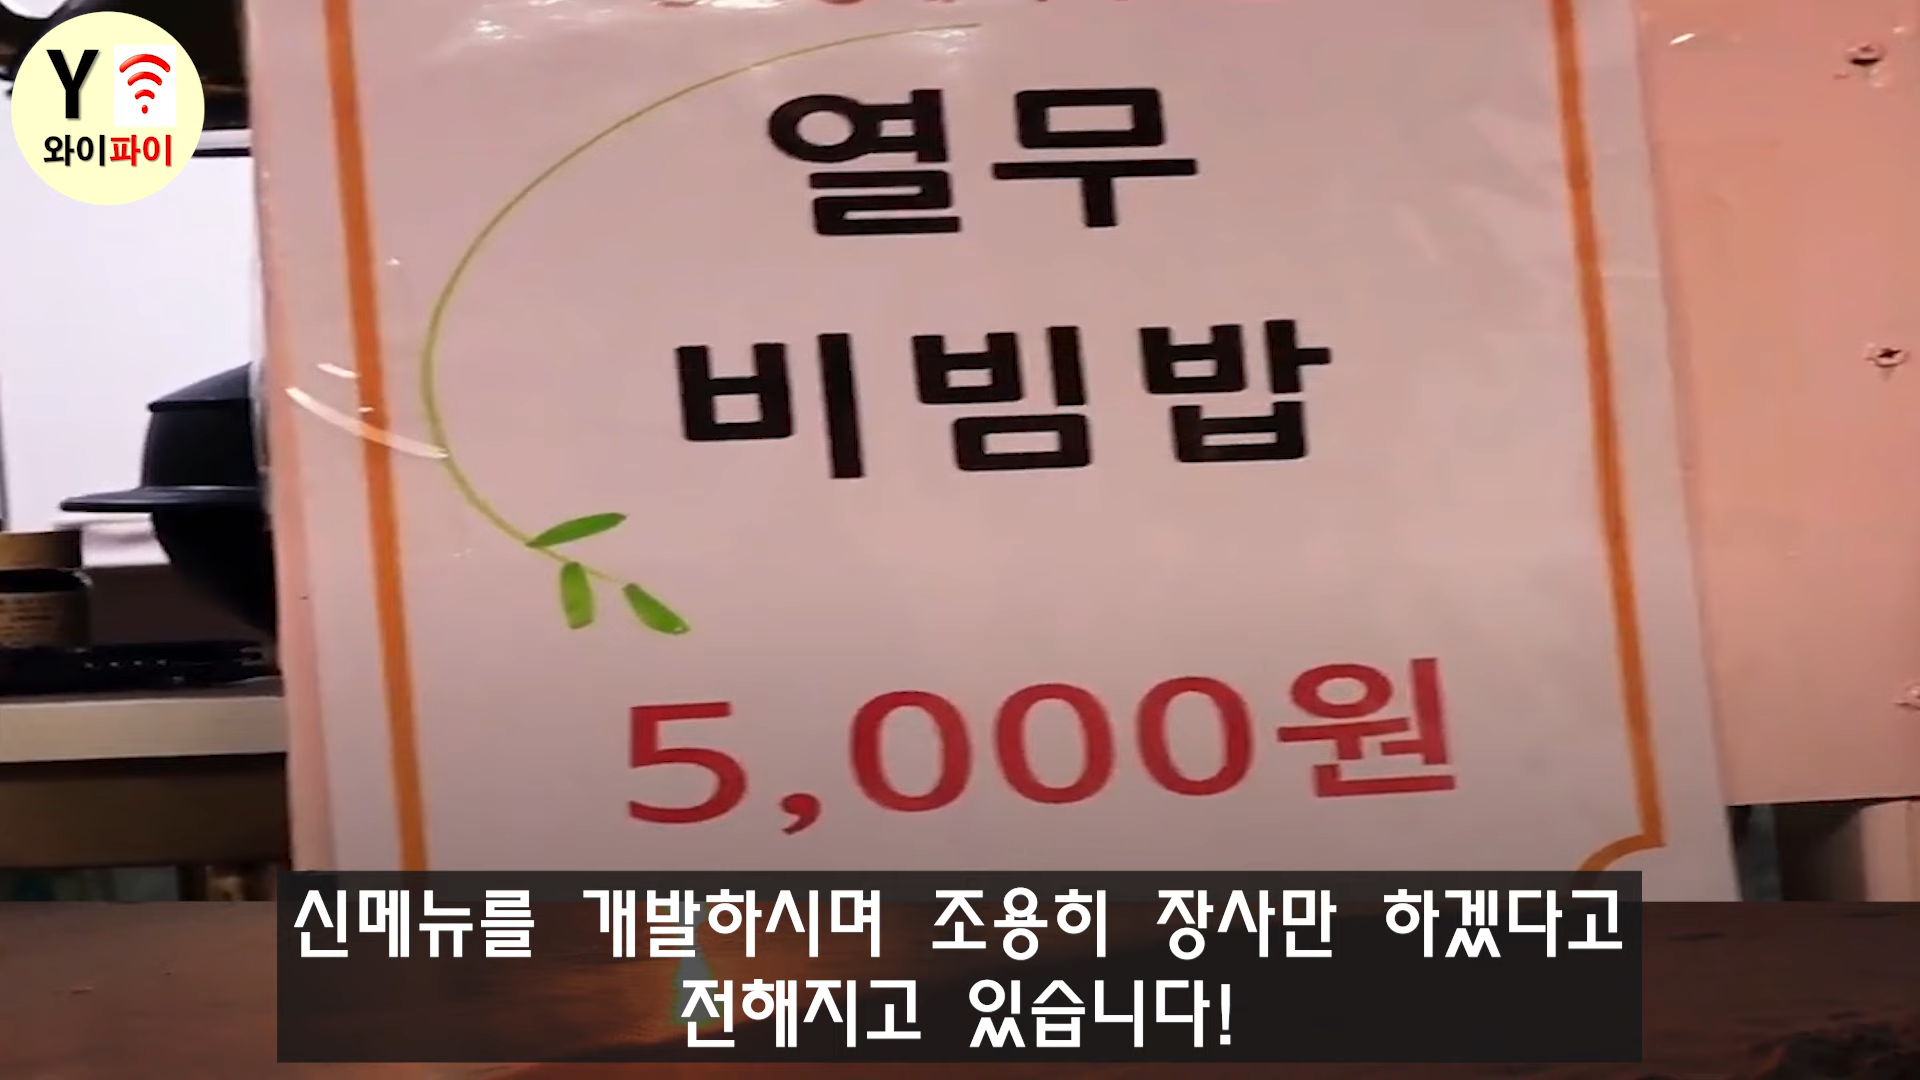 Y
와이파이
열무
비빔밥
5,000원
신메뉴를 개발하시며 조용히 장사만 하겠다고
전해지고 있습니다!